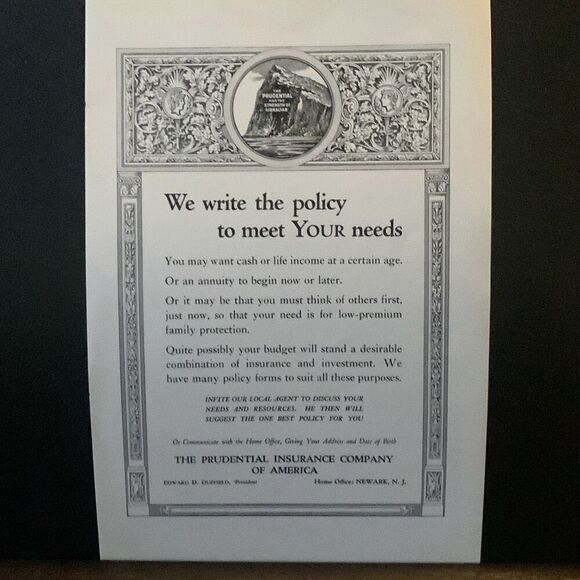 THE
PRUDENTIAL
HAS THE
STRENGTH OF
GIBRALTAR
We write the policy
to meet YOUR needs
You may want cash or life income at a certain age.
Or an annuity to begin now or later.
Or it may be that you must think of others first,
just now, so that your need is for low-premium
family protection.
Quite possibly your budget will stand a desirable
combination of insurance and investment. We
have many policy forms to suit all these purposes.
INVITE OUR LOCAL AGENT TO DISCUSS YOUR
NEEDS AND RESOURCES. HE THEN WILL
SUGGEST THE ONE BEST POLICY FOR YOU
Or Communicate with the Home Office, Giving Your Address and Date of Birth
THE PRUDENTIAL INSURANCE COMPANY
OF AMERICA
EDWARD D. DUFFIELD, President Home Office: NEWARK, N. J.